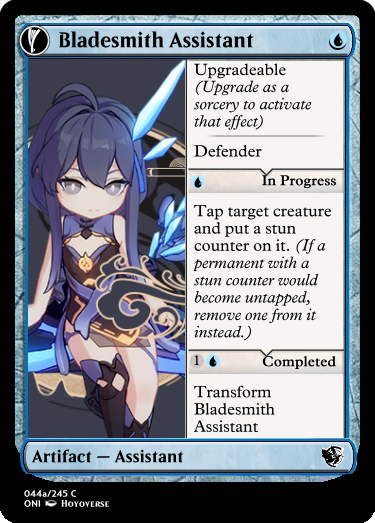 Bladesmith Assistant
Upgradeable
(Upgrade as a
sorcery to activate
that effect)
Defender
In Progress
Tap target creature
and put a stun
counter on it. (If a
permanent with a
stun counter would
become untapped,
remove one from it
instead.)
1 Completed
Transform
Bladesmith
Assistant
Artifact — Assistant
044a/245 C
ONI HOYOVERSE